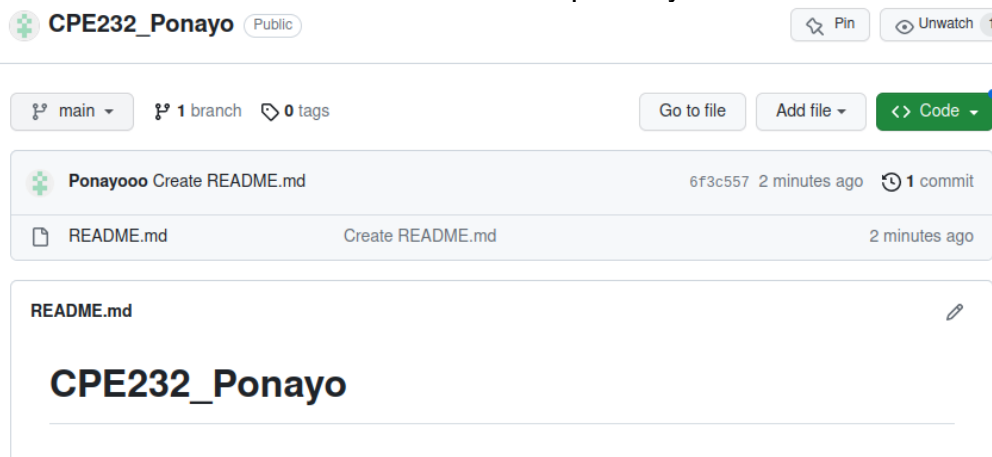 CPE232_Ponayo Public Pin Unwatch
main 1 branch 0 tags Go to file Add file Code
Ponayooo Create README.md 6f3c557 2 minutes ago 1 commit
README.md Create README.md 2 minutes ago
README.md
CPE232_Ponayo